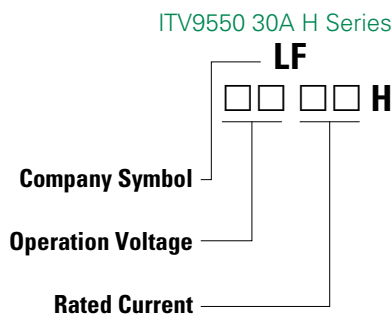 ITV9550 30A H Series
LF
□□ □□ H
Company Symbol
Operation Voltage
Rated Current